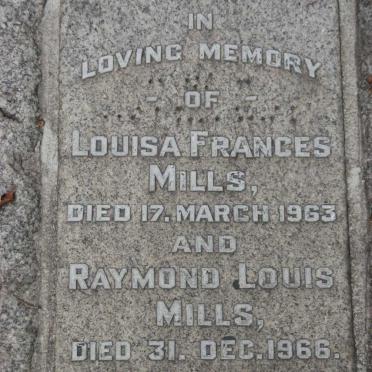 IN
LOVING MEMORY
- OF -
LOUISA FRANCES
MILLS,
DIED 17. MARCH 1963
AND
RAYMOND LOUIS
MILLS,
DIED 31. DEC. 1966.